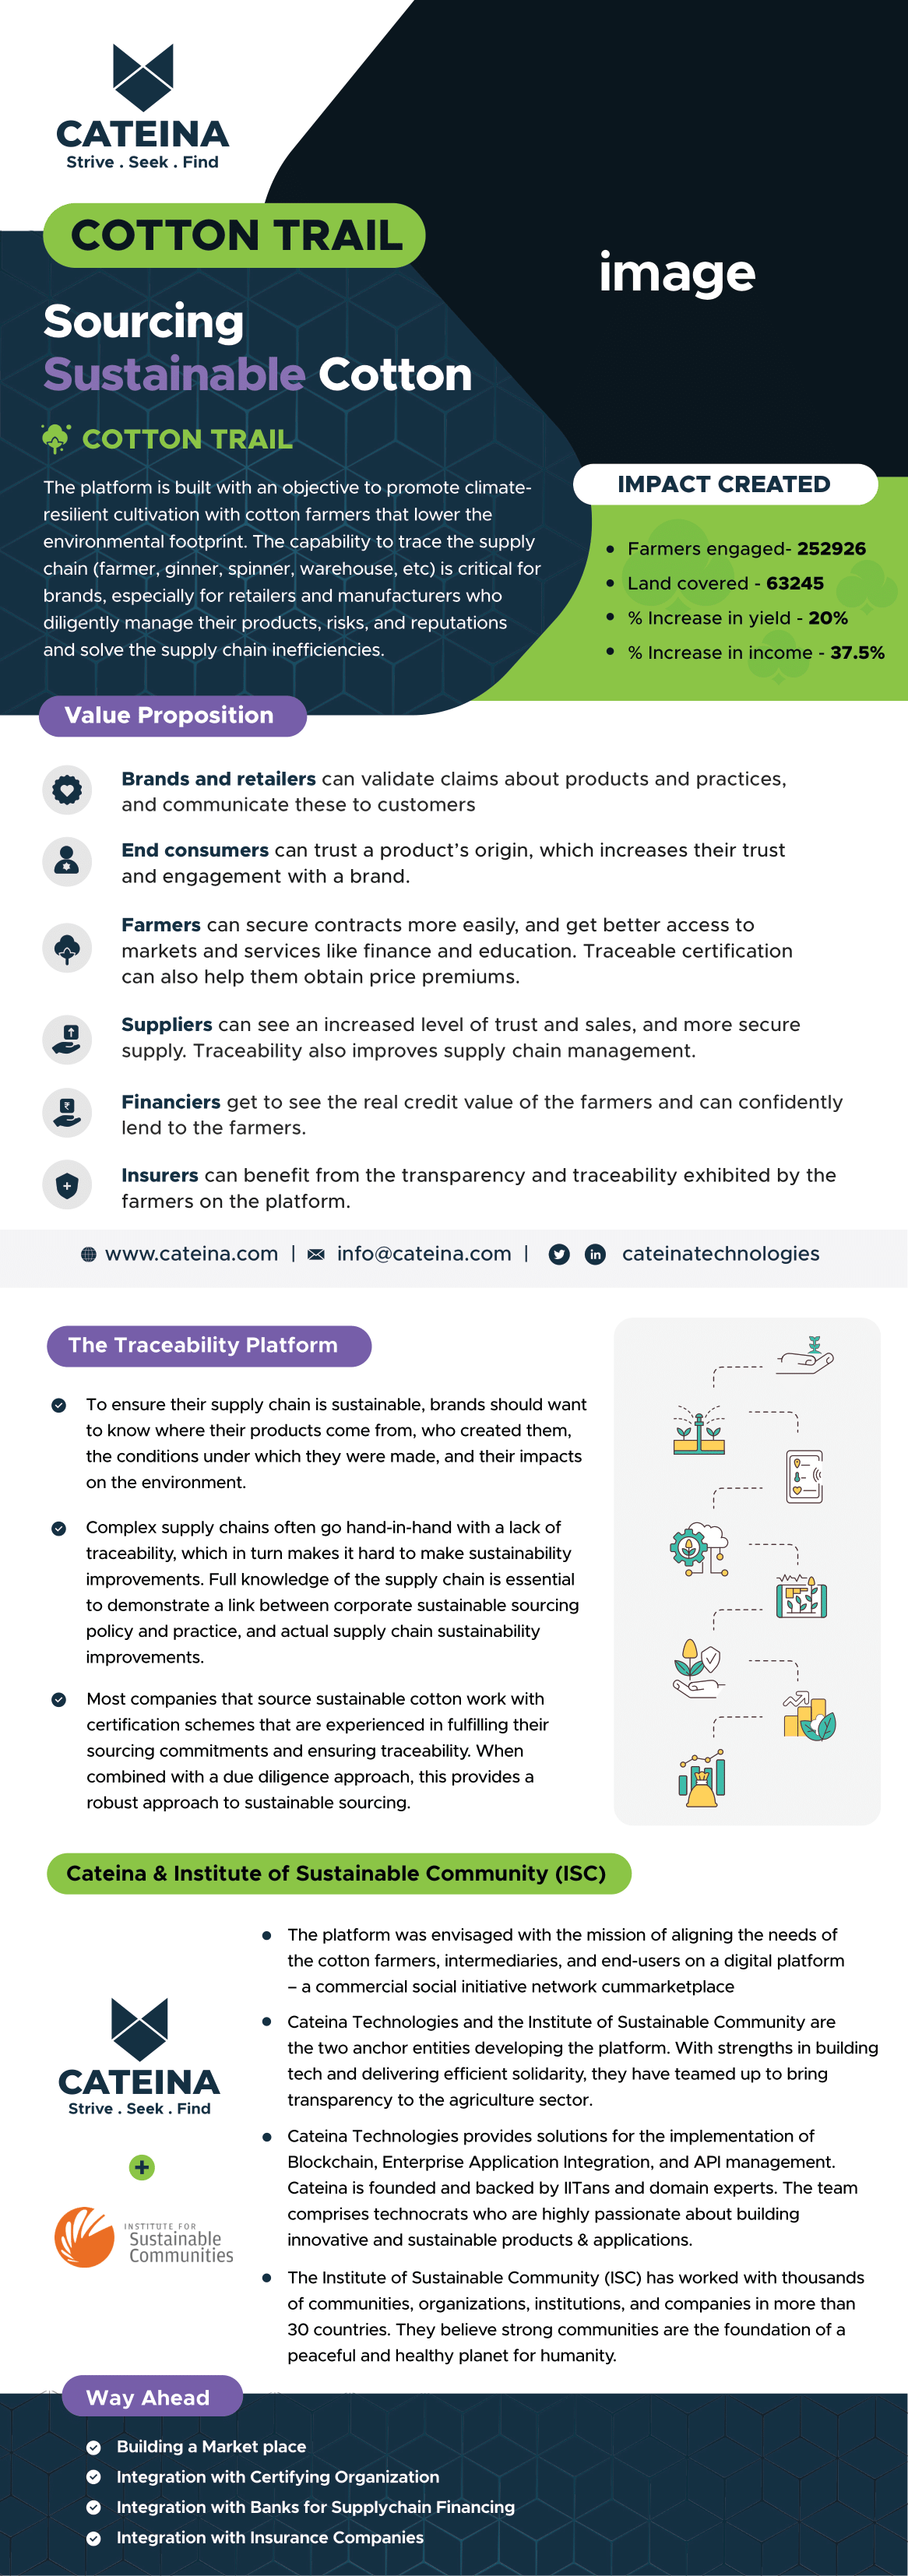 CATEINA
Strive . Seek . Find
COTTON TRAIL
image
Sourcing
Sustainable Cotton
COTTON TRAIL
The platform is built with an objective to promote climate-
resilient cultivation with cotton farmers that lower the
environmental footprint. The capability to trace the supply
chain (farmer, ginner, spinner, warehouse, etc) is critical for
brands, especially for retailers and manufacturers who
diligently manage their products, risks, and reputations
and solve the supply chain inefficiencies.
IMPACT CREATED
• Farmers engaged- 252926
• Land covered - 63245
• % Increase in yield - 20%
• % Increase in income - 37.5%
Value Proposition
Brands and retailers can validate claims about products and practices,
and communicate these to customers
End consumers can trust a product’s origin, which increases their trust
and engagement with a brand.
Farmers can secure contracts more easily, and get better access to
markets and services like finance and education. Traceable certification
can also help them obtain price premiums.
Suppliers can see an increased level of trust and sales, and more secure
supply. Traceability also improves supply chain management.
Financiers get to see the real credit value of the farmers and can confidently
lend to the farmers.
Insurers can benefit from the transparency and traceability exhibited by the
farmers on the platform.
www.cateina.com | info@cateina.com | cateinatechnologies
The Traceability Platform
To ensure their supply chain is sustainable, brands should want
to know where their products come from, who created them,
the conditions under which they were made, and their impacts
on the environment.
Complex supply chains often go hand-in-hand with a lack of
traceability, which in turn makes it hard to make sustainability
improvements. Full knowledge of the supply chain is essential
to demonstrate a link between corporate sustainable sourcing
policy and practice, and actual supply chain sustainability
improvements.
Most companies that source sustainable cotton work with
certification schemes that are experienced in fulfilling their
sourcing commitments and ensuring traceability. When
combined with a due diligence approach, this provides a
robust approach to sustainable sourcing.
Cateina & Institute of Sustainable Community (ISC)
• The platform was envisaged with the mission of aligning the needs of
the cotton farmers, intermediaries, and end-users on a digital platform
– a commercial social initiative network cummarketplace
• Cateina Technologies and the Institute of Sustainable Community are
the two anchor entities developing the platform. With strengths in building
tech and delivering efficient solidarity, they have teamed up to bring
transparency to the agriculture sector.
• Cateina Technologies provides solutions for the implementation of
Blockchain, Enterprise Application Integration, and API management.
Cateina is founded and backed by IITans and domain experts. The team
comprises technocrats who are highly passionate about building
innovative and sustainable products & applications.
• The Institute of Sustainable Community (ISC) has worked with thousands
of communities, organizations, institutions, and companies in more than
30 countries. They believe strong communities are the foundation of a
peaceful and healthy planet for humanity.
CATEINA
Strive . Seek . Find
+
INSTITUTE FOR
Sustainable
Communities
Way Ahead
Building a Market place
Integration with Certifying Organization
Integration with Banks for Supplychain Financing
Integration with Insurance Companies